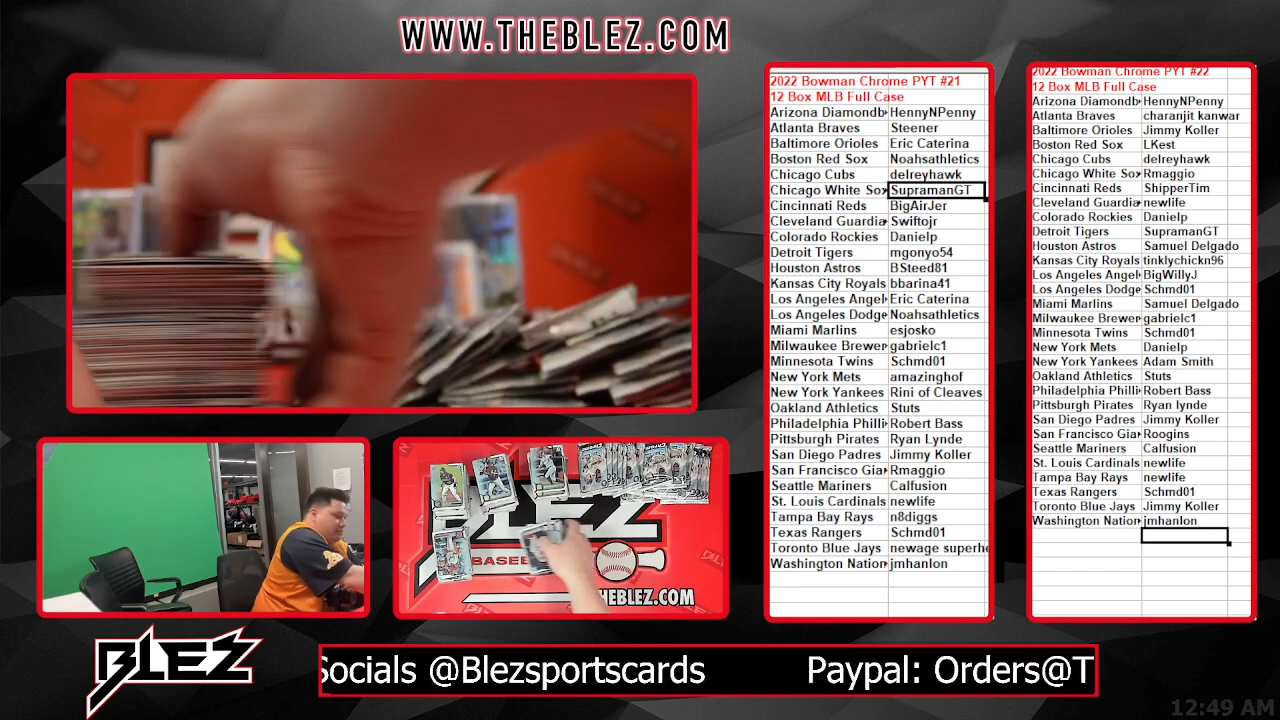 WWW.THEBLEZ.COM
2022 Bowman Chrome PYT #21
12 Box MLB Full Case
Arizona Diamondb HennyNPenny
Atlanta Braves Steener
Baltimore Orioles Eric Caterina
Boston Red Sox Noahsathletics
Chicago Cubs delreyhawk
Chicago White Sox SupramanGT
Cincinnati Reds BigAirJer
Cleveland Guardia Swiftojr
Colorado Rockies Danielp
Detroit Tigers mgonyo54
Houston Astros BSteed81
Kansas City Royals bbarina41
Los Angeles Angel Eric Caterina
Los Angeles Dodge Noahsathletics
Miami Marlins esjosko
Milwaukee Brewer gabrielc1
Minnesota Twins Schmd01
New York Mets amazinghof
New York Yankees Rini of Cleaves
Oakland Athletics Stuts
Philadelphia Philli Robert Bass
Pittsburgh Pirates Ryan Lynde
San Diego Padres Jimmy Koller
San Francisco Gia Rmaggio
Seattle Mariners Calfusion
St. Louis Cardinals newlife
Tampa Bay Rays n8diggs
Texas Rangers Schmd01
Toronto Blue Jays newage superhe
Washington Nation jmhanlon
2022 Bowman Chrome PYT #22
12 Box MLB Full Case
Arizona Diamondb HennyNPenny
Atlanta Braves charanjit kanwar
Baltimore Orioles Jimmy Koller
Boston Red Sox LKest
Chicago Cubs delreyhawk
Chicago White Sox Rmaggio
Cincinnati Reds ShipperTim
Cleveland Guardia newlife
Colorado Rockies Danielp
Detroit Tigers SupramanGT
Houston Astros Samuel Delgado
Kansas City Royals tinklychickn96
Los Angeles Angel BigWillyJ
Los Angeles Dodge Schmd01
Miami Marlins Samuel Delgado
Milwaukee Brewer gabrielc1
Minnesota Twins Schmd01
New York Mets Danielp
New York Yankees Adam Smith
Oakland Athletics Stuts
Philadelphia Philli Robert Bass
Pittsburgh Pirates Ryan lynde
San Diego Padres Jimmy Koller
San Francisco Gia Roogins
Seattle Mariners Calfusion
St. Louis Cardinals newlife
Tampa Bay Rays newlife
Texas Rangers Schmd01
Toronto Blue Jays Jimmy Koller
Washington Nation jmhanlon
BLEZ
BASEB
HEBLEZ.COM
BLEZ
Socials @Blezsportscards Paypal: Orders@T
12:49 AM